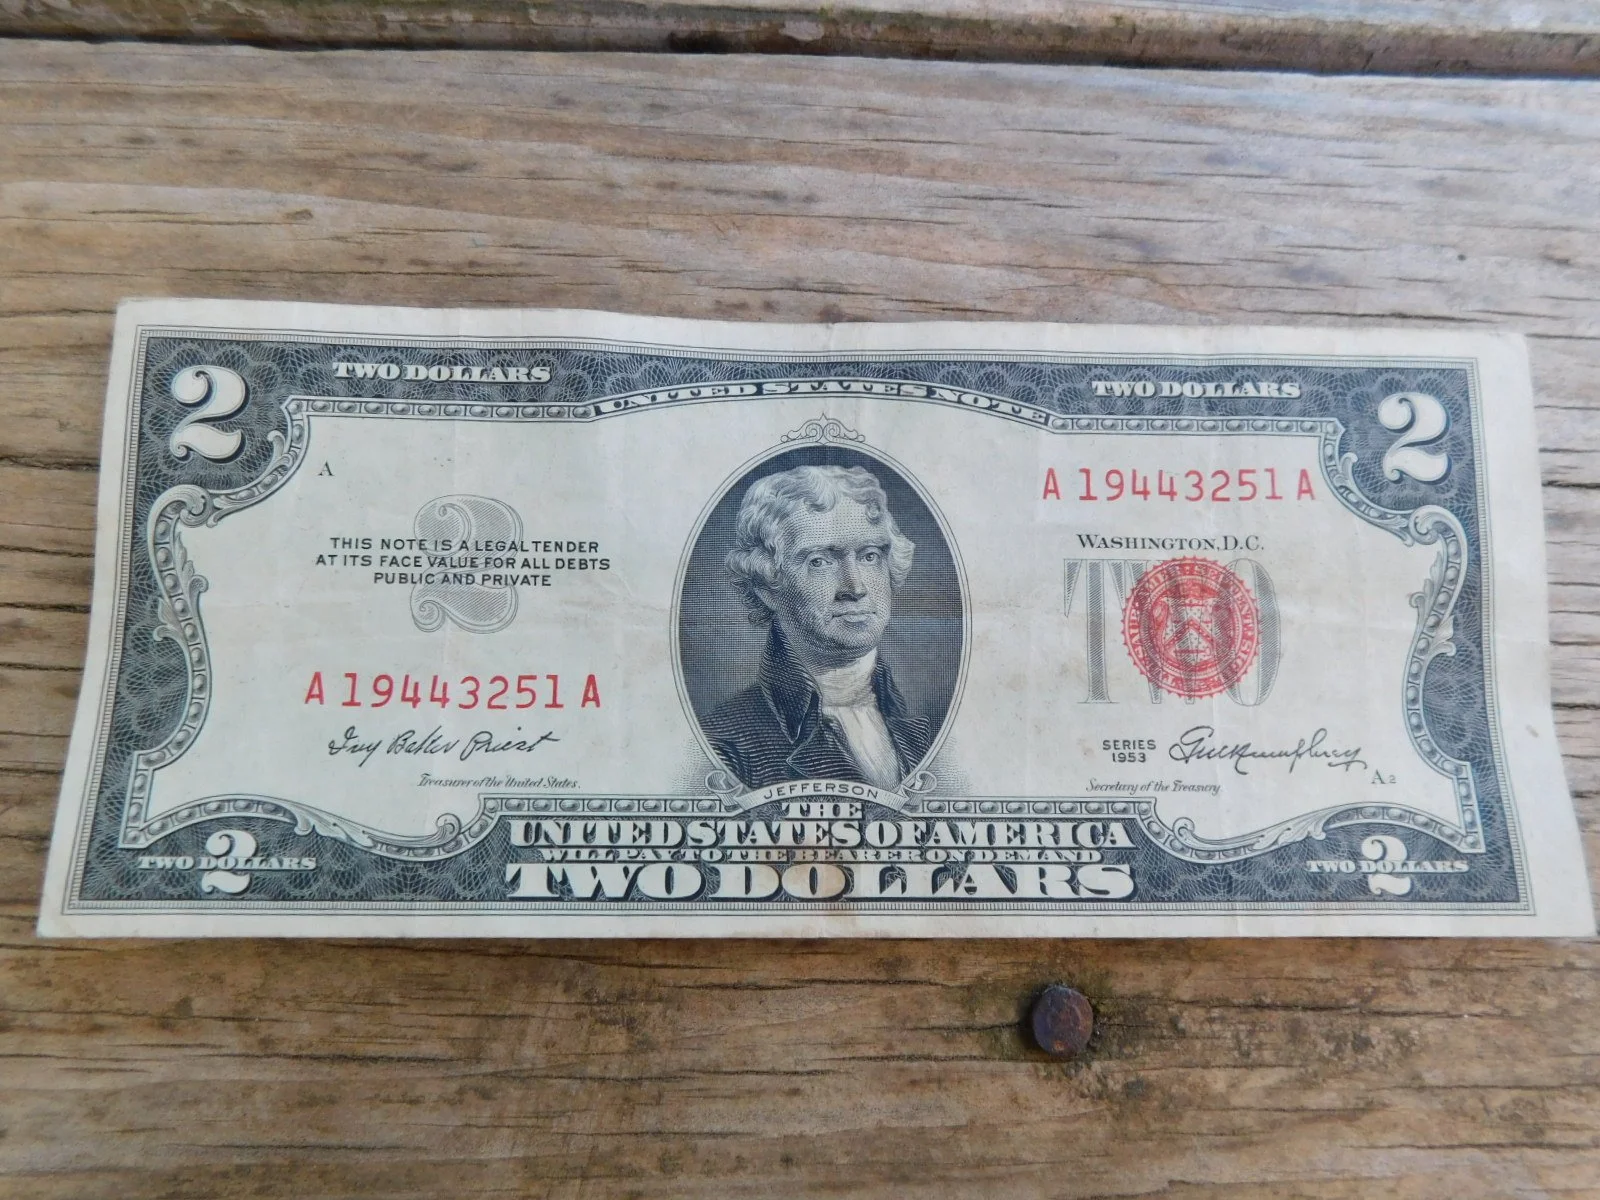 2 TWO DOLLARS UNITED STATES NOTE TWO DOLLARS 2
A
A 19443251 A
2
THIS NOTE IS A LEGAL TENDER
AT ITS FACE VALUE FOR ALL DEBTS
PUBLIC AND PRIVATE
WASHINGTON, D.C.
TWO
A 19443251 A
Ivy Baker Priest
Treasurer of the United States.
SERIES
1953
G.M. Humphrey
A 2
Secretary of the Treasury.
JEFFERSON
THE
UNITED STATES OF AMERICA
WILL PAY TO THE BEARER ON DEMAND
TWO DOLLARS
2 TWO DOLLARS
2 TWO DOLLARS